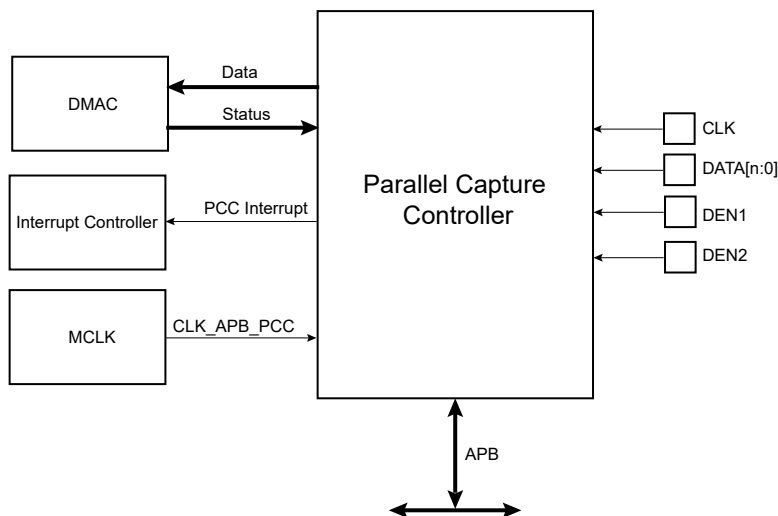 Data
DMAC
Status
CLK
DATA[n:0]
Parallel Capture
Controller
DEN1
DEN2
PCC Interrupt
Interrupt Controller
CLK_APB_PCC
MCLK
APB